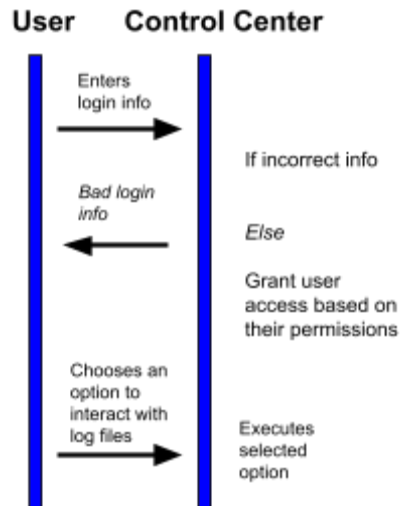 User Control Center
Enters
login info
If incorrect info
Bad login
info
Else
Grant user
access based on
their permissions
Chooses an
option to
interact with
log files
Executes
selected
option